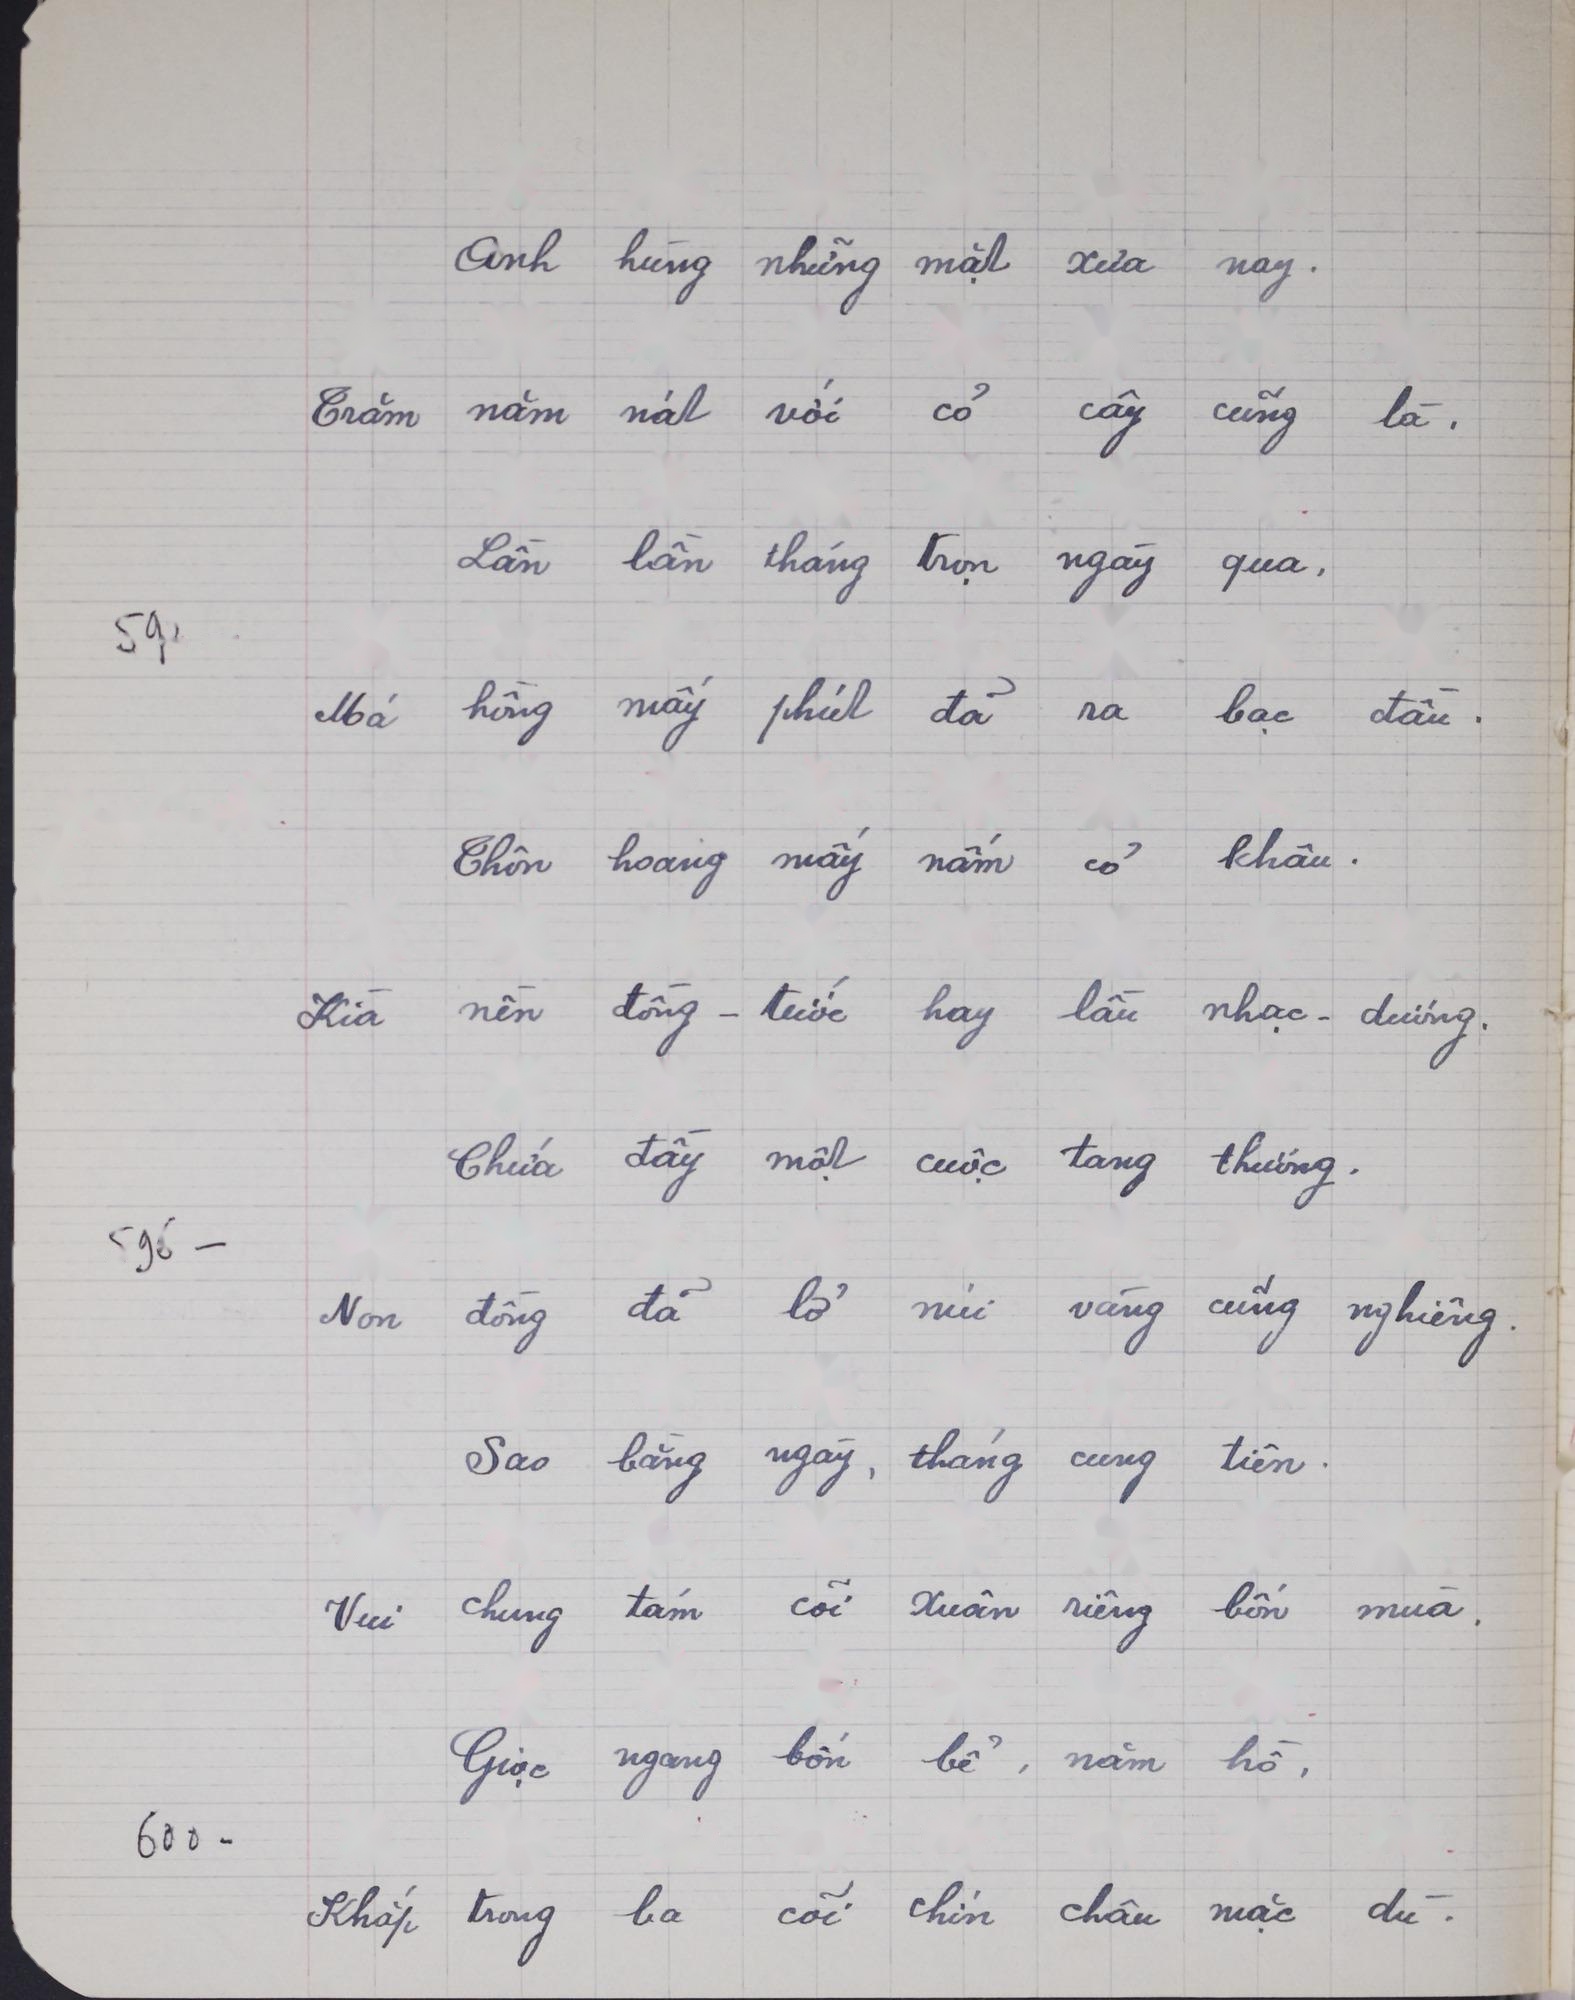 Anh hùng những mặt xưa nay.
Trăm năm nát với cỏ cây cũng là.
Lần lần tháng trọn ngày qua,
59
Má hồng mấy phút đã ra bạc đầu.
Thôn hoang mấy nấm cỏ khâu.
Kìa nền đồng - tước hay lầu nhạc - dương.
Chứa đầy một cuộc tang thương.
595 -
Non đồng đã lở núi vàng cũng nghiêng.
Sao bằng ngày, tháng cung tiên.
Vui chung tám cõi xuân riêng bốn mùa.
Giọc ngang bốn bể, năm hồ,
600 -
Khắp trong ba cõi chín châu mặc dù.